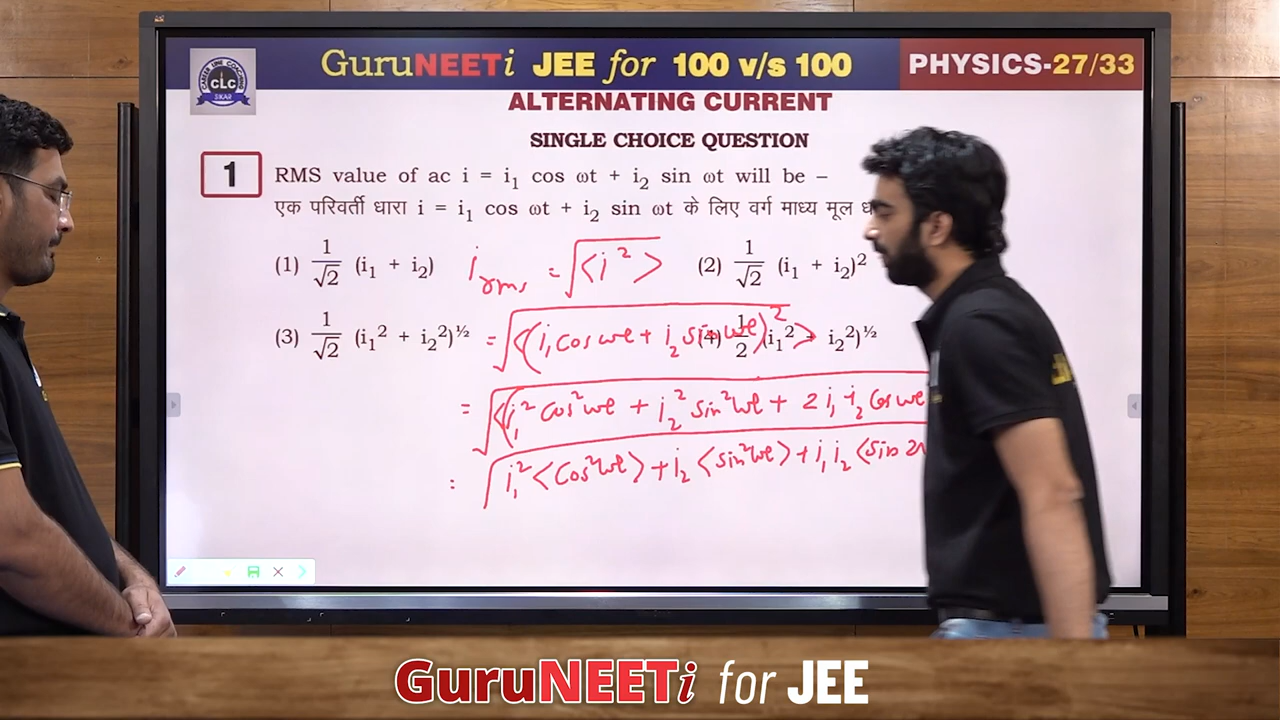 GuruNEETi JEE for 100 v/s 100
PHYSICS-27/33
CLC
SIKAR
ALTERNATING CURRENT
SINGLE CHOICE QUESTION
1 RMS value of ac i = i₁ cos ωt + i₂ sin ωt will be –
एक परिवर्ती धारा i = i₁ cos ωt + i₂ sin ωt के लिए वर्ग माध्य मूल
(1) 1/√2 (i₁ + i₂) (2) 1/√2 (i₁ + i₂)²
i rms = √<i²>
(3) 1/√2 (i₁² + i₂²)^½ (4) 1/2 (i₁² + i₂²)^½
= √<(i₁ cos ωt + i₂ sin ωt)²>
= √<(i₁² cos² ωt + i₂² sin² ωt + 2 i₁ i₂ cos ωt
= √i₁² <cos² ωt> + i₂ <sin² ωt> + i₁ i₂ <sin 2
GuruNEETi for JEE